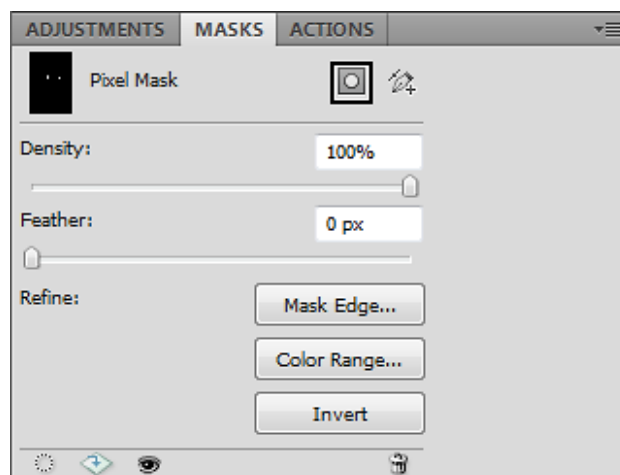 ADJUSTMENTS MASKS ACTIONS
Pixel Mask
Density: 100%
Feather: 0 px
Refine: Mask Edge...
Color Range...
Invert